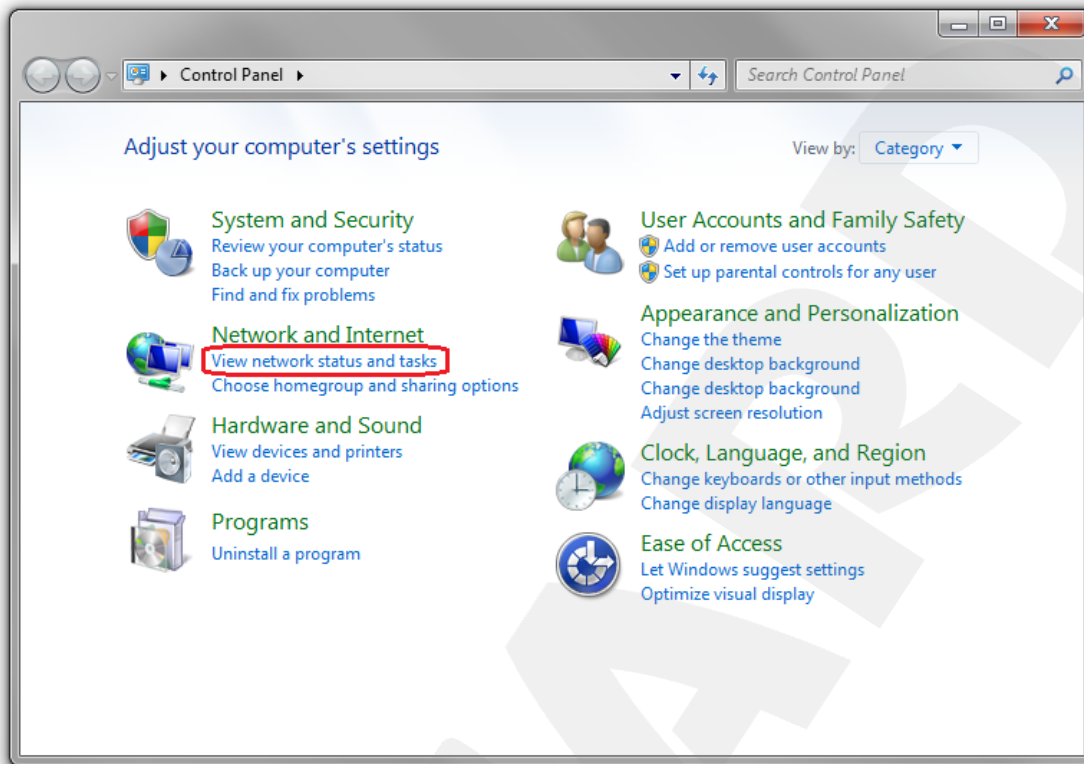 Control Panel
Search Control Panel
Adjust your computer's settings
View by: Category
System and Security
Review your computer's status
Back up your computer
Find and fix problems
Network and Internet
View network status and tasks
Choose homegroup and sharing options
Hardware and Sound
View devices and printers
Add a device
Programs
Uninstall a program
User Accounts and Family Safety
Add or remove user accounts
Set up parental controls for any user
Appearance and Personalization
Change the theme
Change desktop background
Change desktop background
Adjust screen resolution
Clock, Language, and Region
Change keyboards or other input methods
Change display language
Ease of Access
Let Windows suggest settings
Optimize visual display